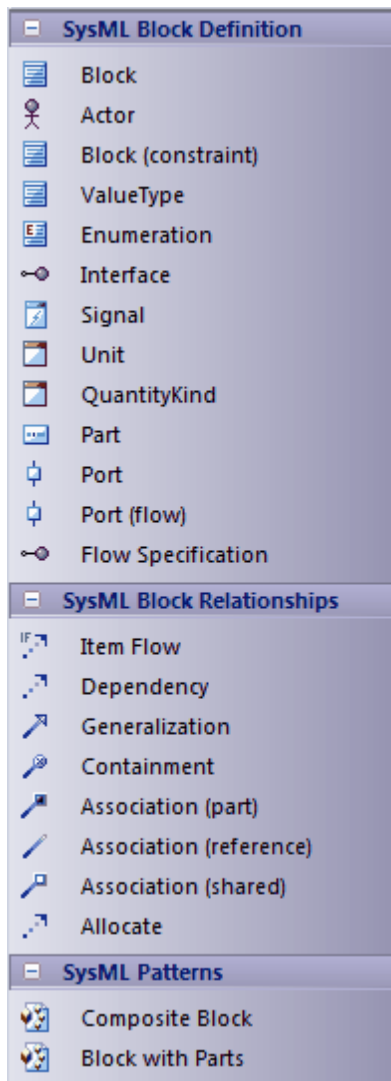 SysML Block Definition
Block
Actor
Block (constraint)
ValueType
Enumeration
Interface
Signal
Unit
QuantityKind
Part
Port
Port (flow)
Flow Specification
SysML Block Relationships
IF Item Flow
Dependency
Generalization
Containment
Association (part)
Association (reference)
Association (shared)
Allocate
SysML Patterns
Composite Block
Block with Parts